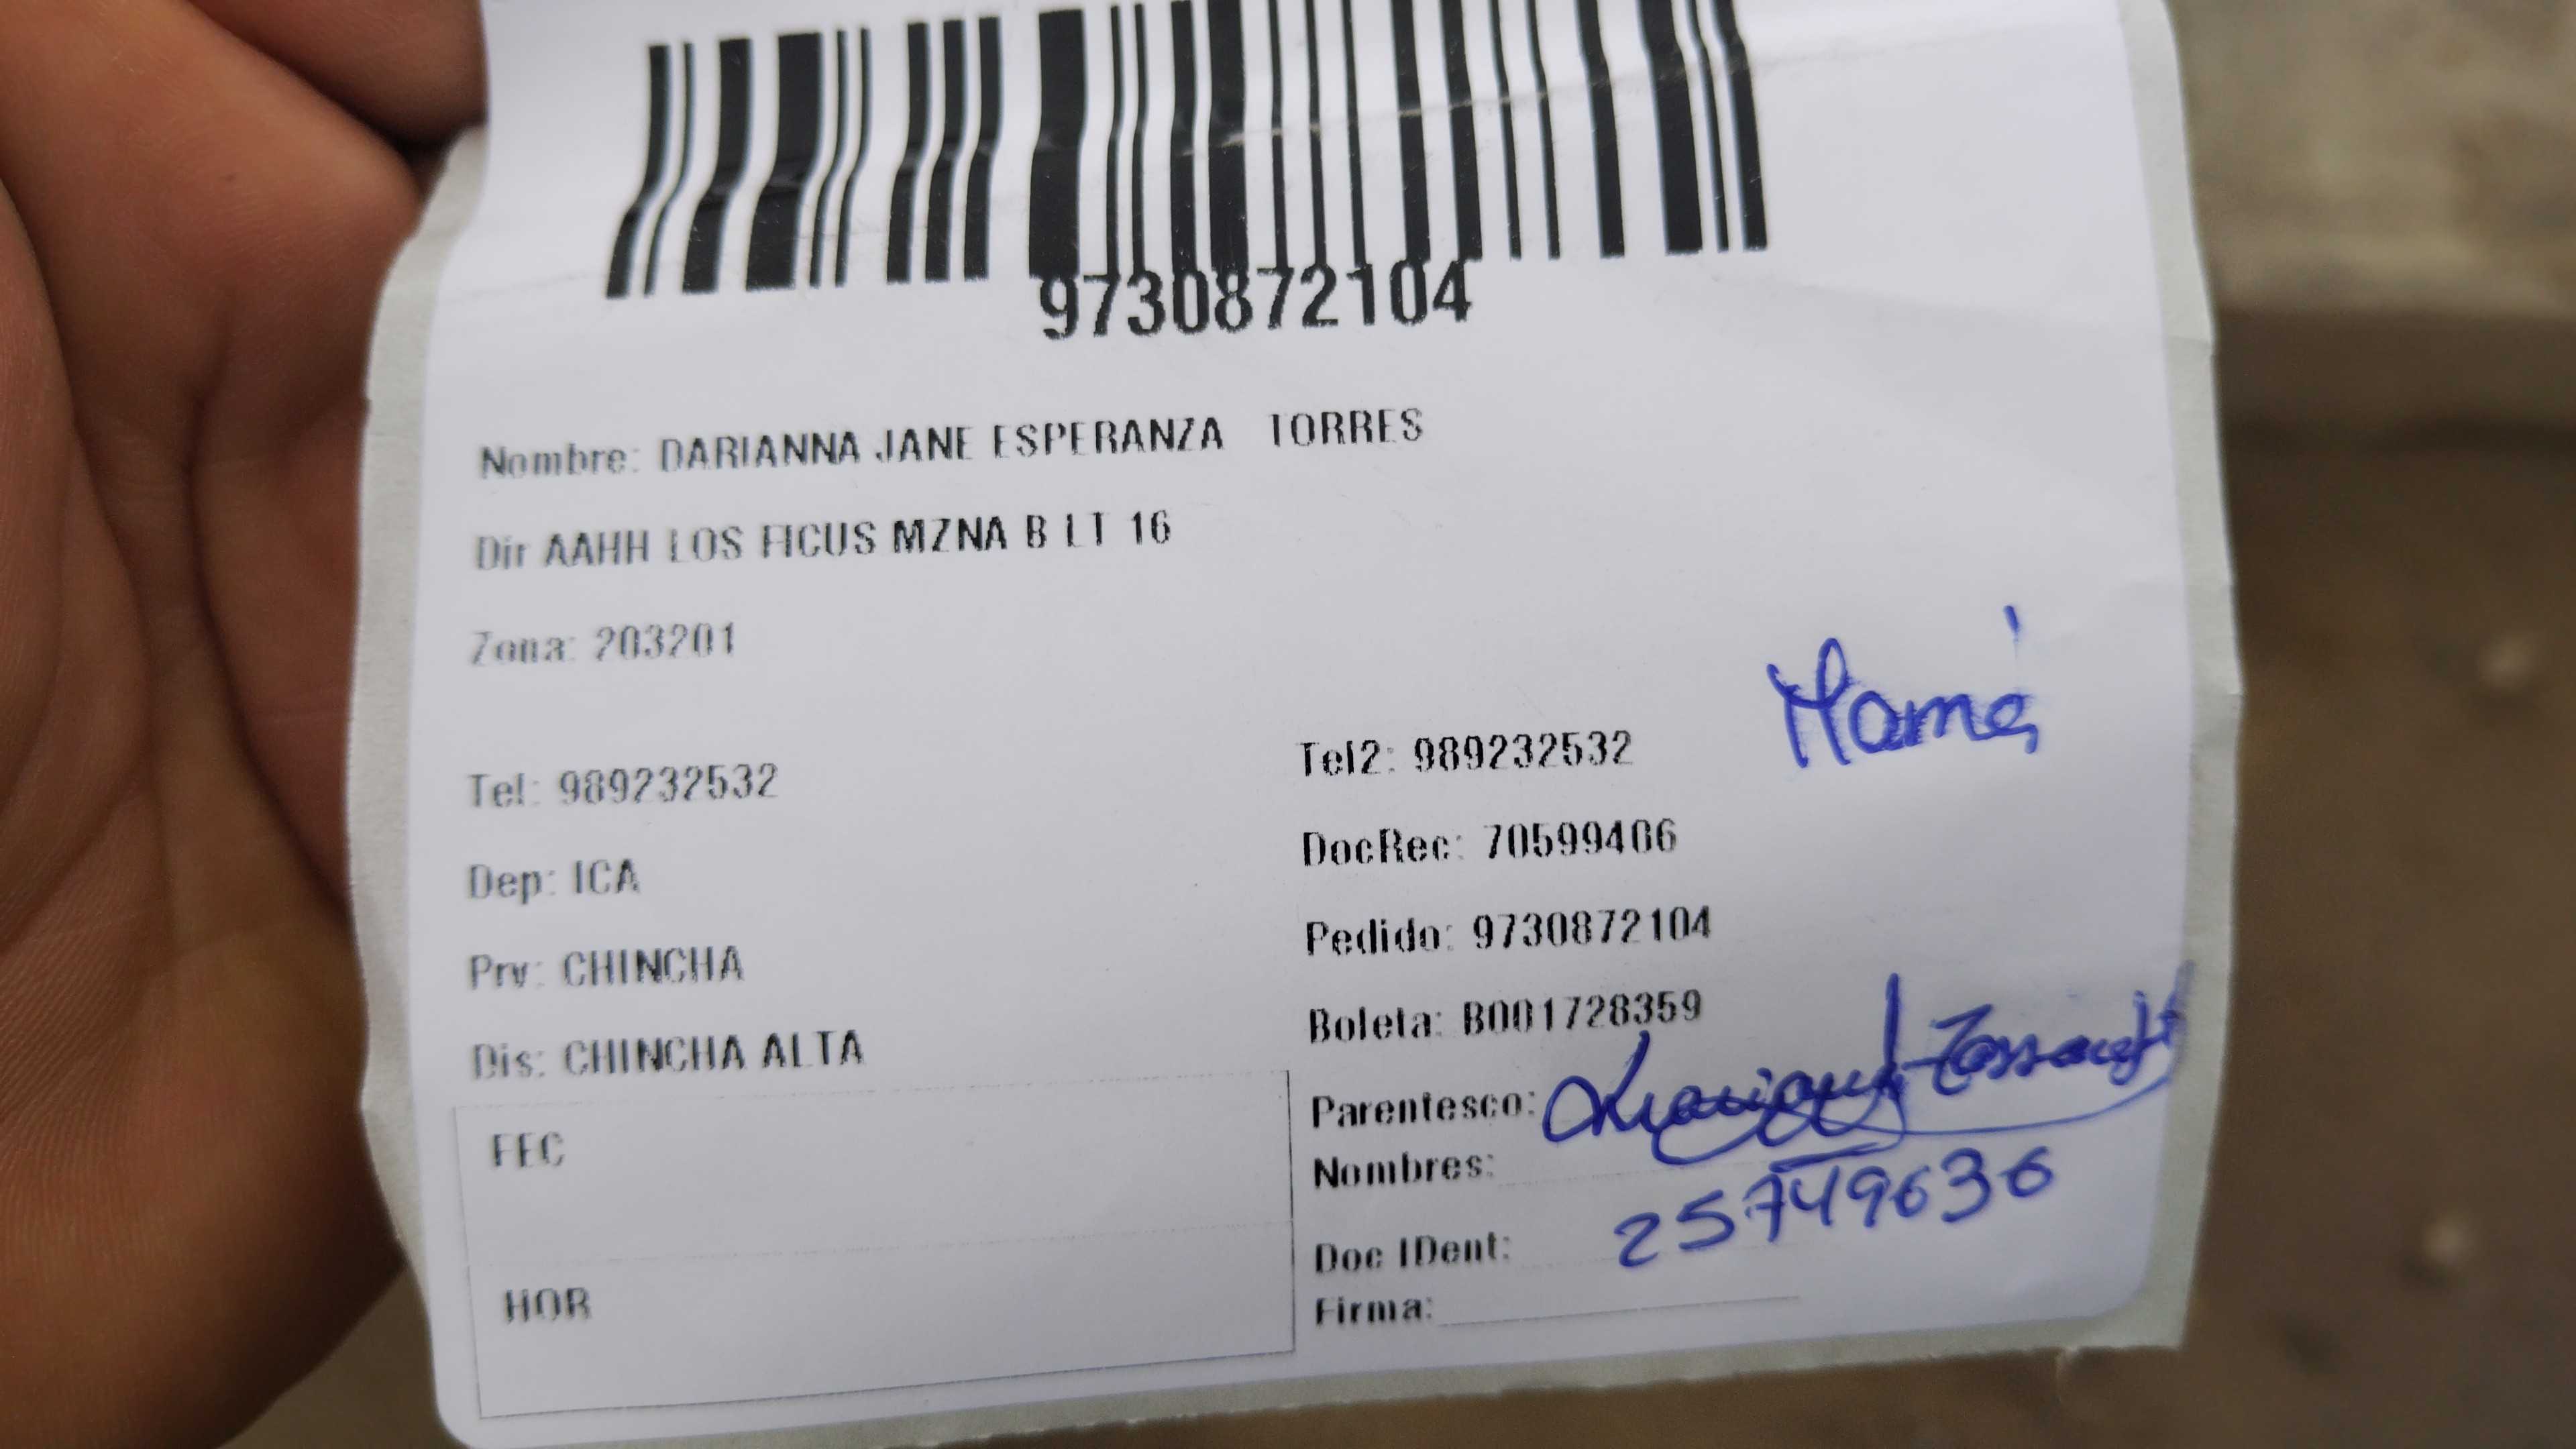 9730872104
Nombre: DARIANNA JANE ESPERANZA TORRES
Dir AAHH LOS FICUS MZNA B LT 16
Zona: 203201
Mamá
Tel: 989232532
Tel2: 989232532
Dep: ICA
DocRec: 70599406
Prv: CHINCHA
Pedido: 9730872104
Dis: CHINCHA ALTA
Boleta: B001728359
FEC
Parentesco:
Nombres:
25749636
Doc IDent:
HOR
Firma: